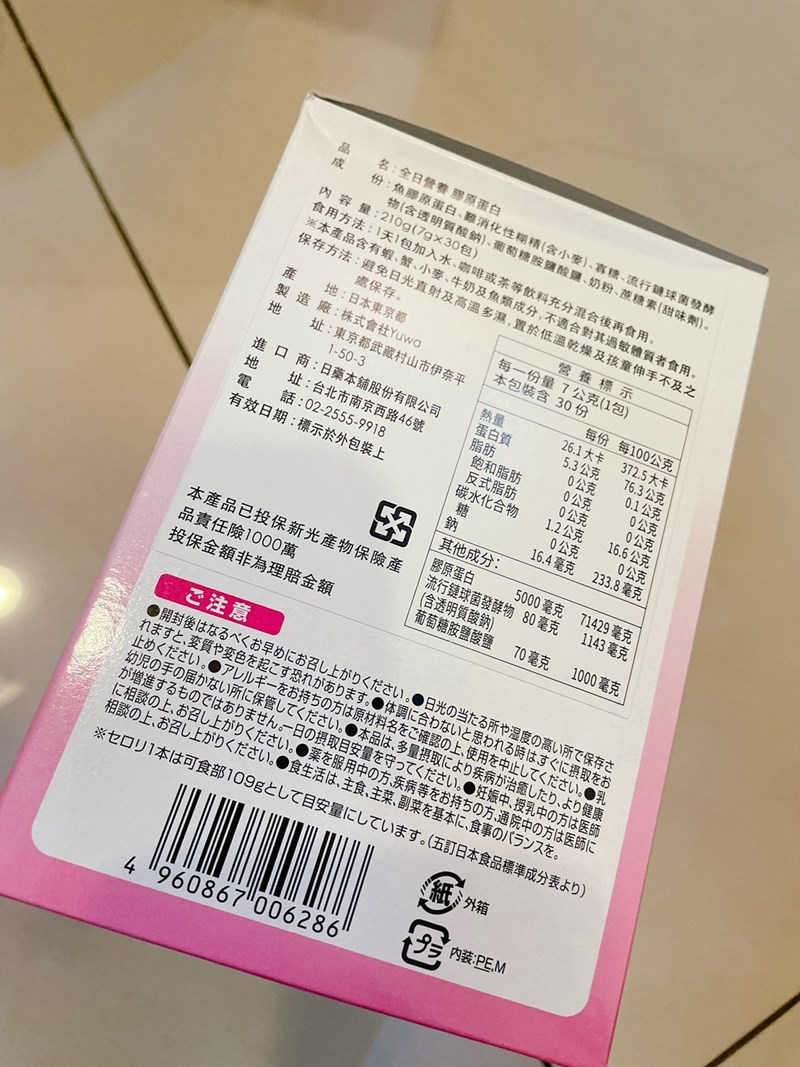 品　　名：全日營養 膠原蛋白
成　　份：魚膠原蛋白、難消化性糊精(含小麥)、寡糖、流行鏈球菌發酵
物(含透明質酸鈉)、葡萄糖胺鹽酸鹽、奶粉、蔗糖素(甜味劑)。
內 容 量：210g(7g×30包)
食用方法：1天1包加入水、咖啡或茶等飲料充分混合後再食用。
※本產品含有蝦、蟹、小麥、牛奶及魚類成分，不適合對其過敏體質者食用。
保存方法：避免日光直射及高溫多濕，置於低溫乾燥及孩童伸手不及之
處保存。
產　　地：日本東京都
製 造 廠：株式會社Yuwa
地　　址：東京都武藏村山市伊奈平
1-50-3
進 口 商：日藥本舖股份有限公司
地　　址：台北市南京西路46號
電　　話：02-2555-9918
有效日期：標示於外包裝上
營 養 標 示
每一份量 7 公克(1包)
本包裝含 30 份
每份 每100公克
熱量 26.1 大卡 372.5 大卡
蛋白質 5.3 公克 76.3 公克
脂肪 0 公克 0.1 公克
飽和脂肪 0 公克 0 公克
反式脂肪 0 公克 0 公克
碳水化合物 1.2 公克 16.6 公克
糖 0 公克 0 公克
鈉 16.4 毫克 233.8 毫克
其他成分：
膠原蛋白 5000 毫克 71429 毫克
流行鏈球菌發酵物 80 毫克 1143 毫克
(含透明質酸鈉)
葡萄糖胺鹽酸鹽 70 毫克 1000 毫克
本產品已投保新光產物保險產
品責任險1000萬
投保金額非為理賠金額
ご注意
●開封後はなるべくお早めにお召し上がりください。●日光の当たる所や湿度の高い所で保存さ
れますと、変質や変色を起こす恐れがあります。●体調に合わないと思われる時は、すぐに摂取をお
止めください。●アレルギーをお持ちの方は原材料名をご確認の上、使用を中止してください。●乳
幼児の手の届かない所に保管してください。●本品は、多量摂取により疾病が治癒したり、より健康
が増進するものではありません。一日の摂取目安量を守ってください。●妊娠中、授乳中の方は医師
に相談の上、お召し上がりください。●薬を服用中の方、疾病等をお持ちの方、通院中の方は医師に
相談の上、お召し上がりください。●食生活は、主食、主菜、副菜を基本に、食事のバランスを。
※セロリ1本は可食部109gとして目安量にしています。(五訂日本食品標準成分表より)
4 960867 006286
紙 外箱
プラ 内装:PE,M